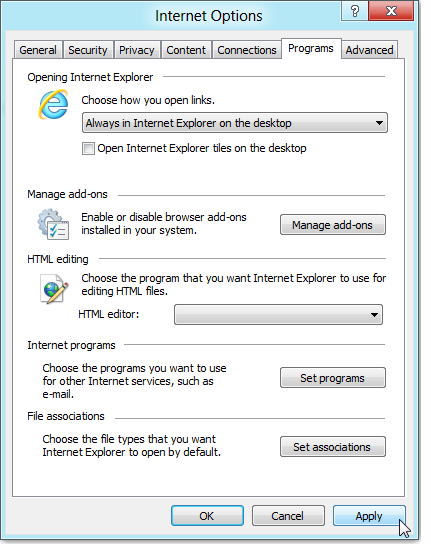 Internet Options
?
General Security Privacy Content Connections Programs Advanced
Opening Internet Explorer
Choose how you open links.
Always in Internet Explorer on the desktop
Open Internet Explorer tiles on the desktop
Manage add-ons
Enable or disable browser add-ons
installed in your system.
Manage add-ons
HTML editing
Choose the program that you want Internet Explorer to use for
editing HTML files.
HTML editor:
Internet programs
Choose the programs you want to use
for other Internet services, such as
e-mail.
Set programs
File associations
Choose the file types that you want
Internet Explorer to open by default.
Set associations
OK Cancel Apply